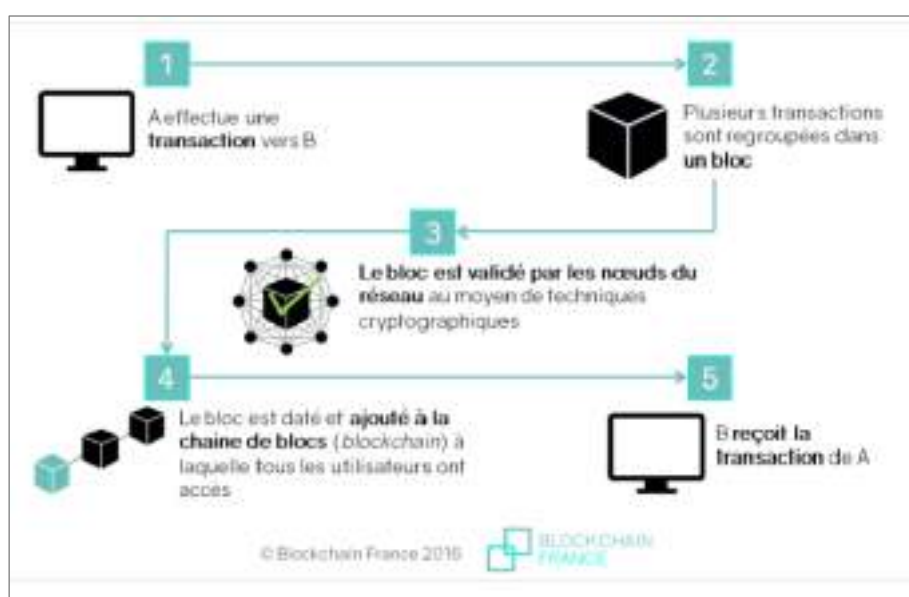 1
A effectue une
transaction vers B
2
Plusieurs transactions
sont regroupées dans
un bloc
3
Le bloc est validé par les nœuds du
réseau au moyen de techniques
cryptographiques
4
Le bloc est daté et ajouté à la
chaine de blocs (blockchain) à
laquelle tous les utilisateurs ont
accès
5
B reçoit la
transaction de A
© Blockchain France 2016
BLOCKCHAIN
FRANCE